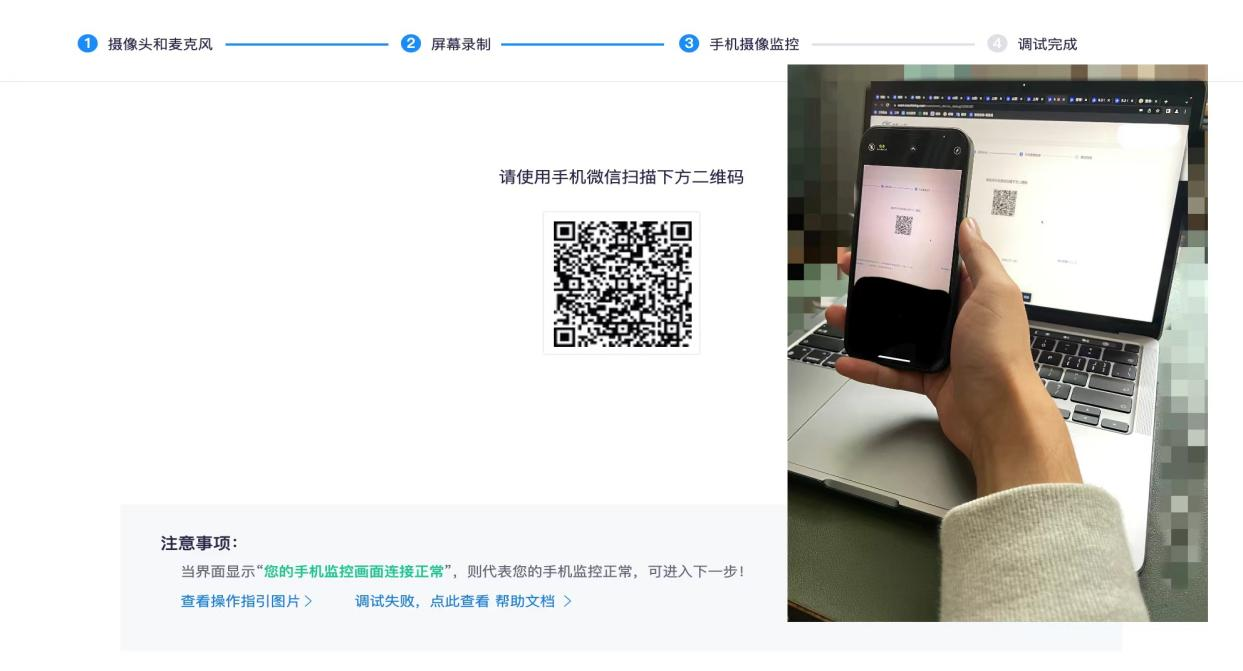 1 摄像头和麦克风
2 屏幕录制
3 手机摄像监控
4 调试完成
请使用手机微信扫描下方二维码
注意事项：
当界面显示“您的手机监控画面连接正常”，则代表您的手机监控正常，可进入下一步！
查看操作指引图片 >
调试失败，点此查看 帮助文档 >